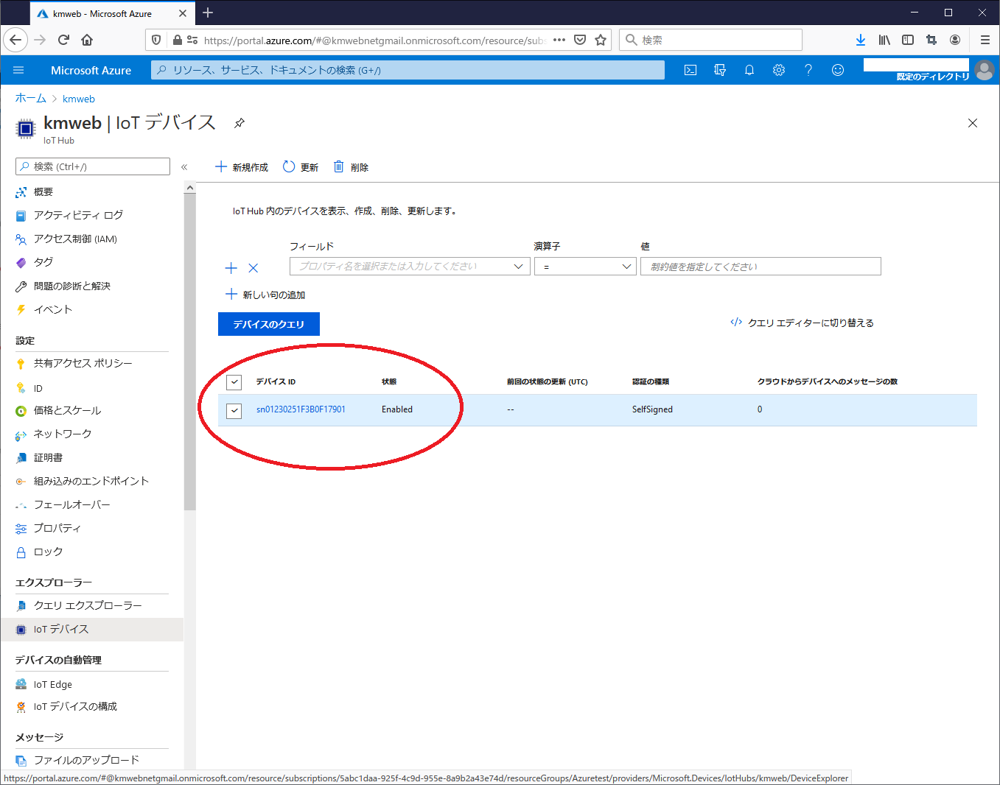 kmweb - Microsoft Azure
https://portal.azure.com/#@kmwebnetgmail.onmicrosoft.com/resource/subs
検索
Microsoft Azure
リソース、サービス、ドキュメントの検索 (G+/)
既定のディレクトリ
ホーム > kmweb
kmweb | IoT デバイス
IoT Hub
検索 (Ctrl+/)
«
新規作成
更新
削除
概要
アクティビティ ログ
アクセス制御 (IAM)
タグ
問題の診断と解決
イベント
設定
共有アクセス ポリシー
ID
価格とスケール
ネットワーク
証明書
組み込みのエンドポイント
フェールオーバー
プロパティ
ロック
エクスプローラー
クエリ エクスプローラー
IoT デバイス
デバイスの自動管理
IoT Edge
IoT デバイスの構成
メッセージ
ファイルのアップロード
IoT Hub 内のデバイスを表示、作成、削除、更新します。
フィールド 演算子 値
プロパティ名を選択または入力してください = 制約値を指定してください
新しい句の追加
デバイスのクエリ
</> クエリ エディターに切り替える
デバイス ID 状態 前回の状態の更新 (UTC) 認証の種類 クラウドからデバイスへのメッセージの数
sn01230251F3B0F17901 Enabled -- SelfSigned 0
https://portal.azure.com/#@kmwebnetgmail.onmicrosoft.com/resource/subscriptions/5abc1daa-925f-4c9d-955e-8a9b2a43e74d/resourceGroups/Azuretest/providers/Microsoft.Devices/IotHubs/kmweb/DeviceExplorer